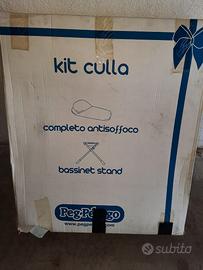 kit culla
completo antisoffoco
bassinet stand
Peg Pérego
subito